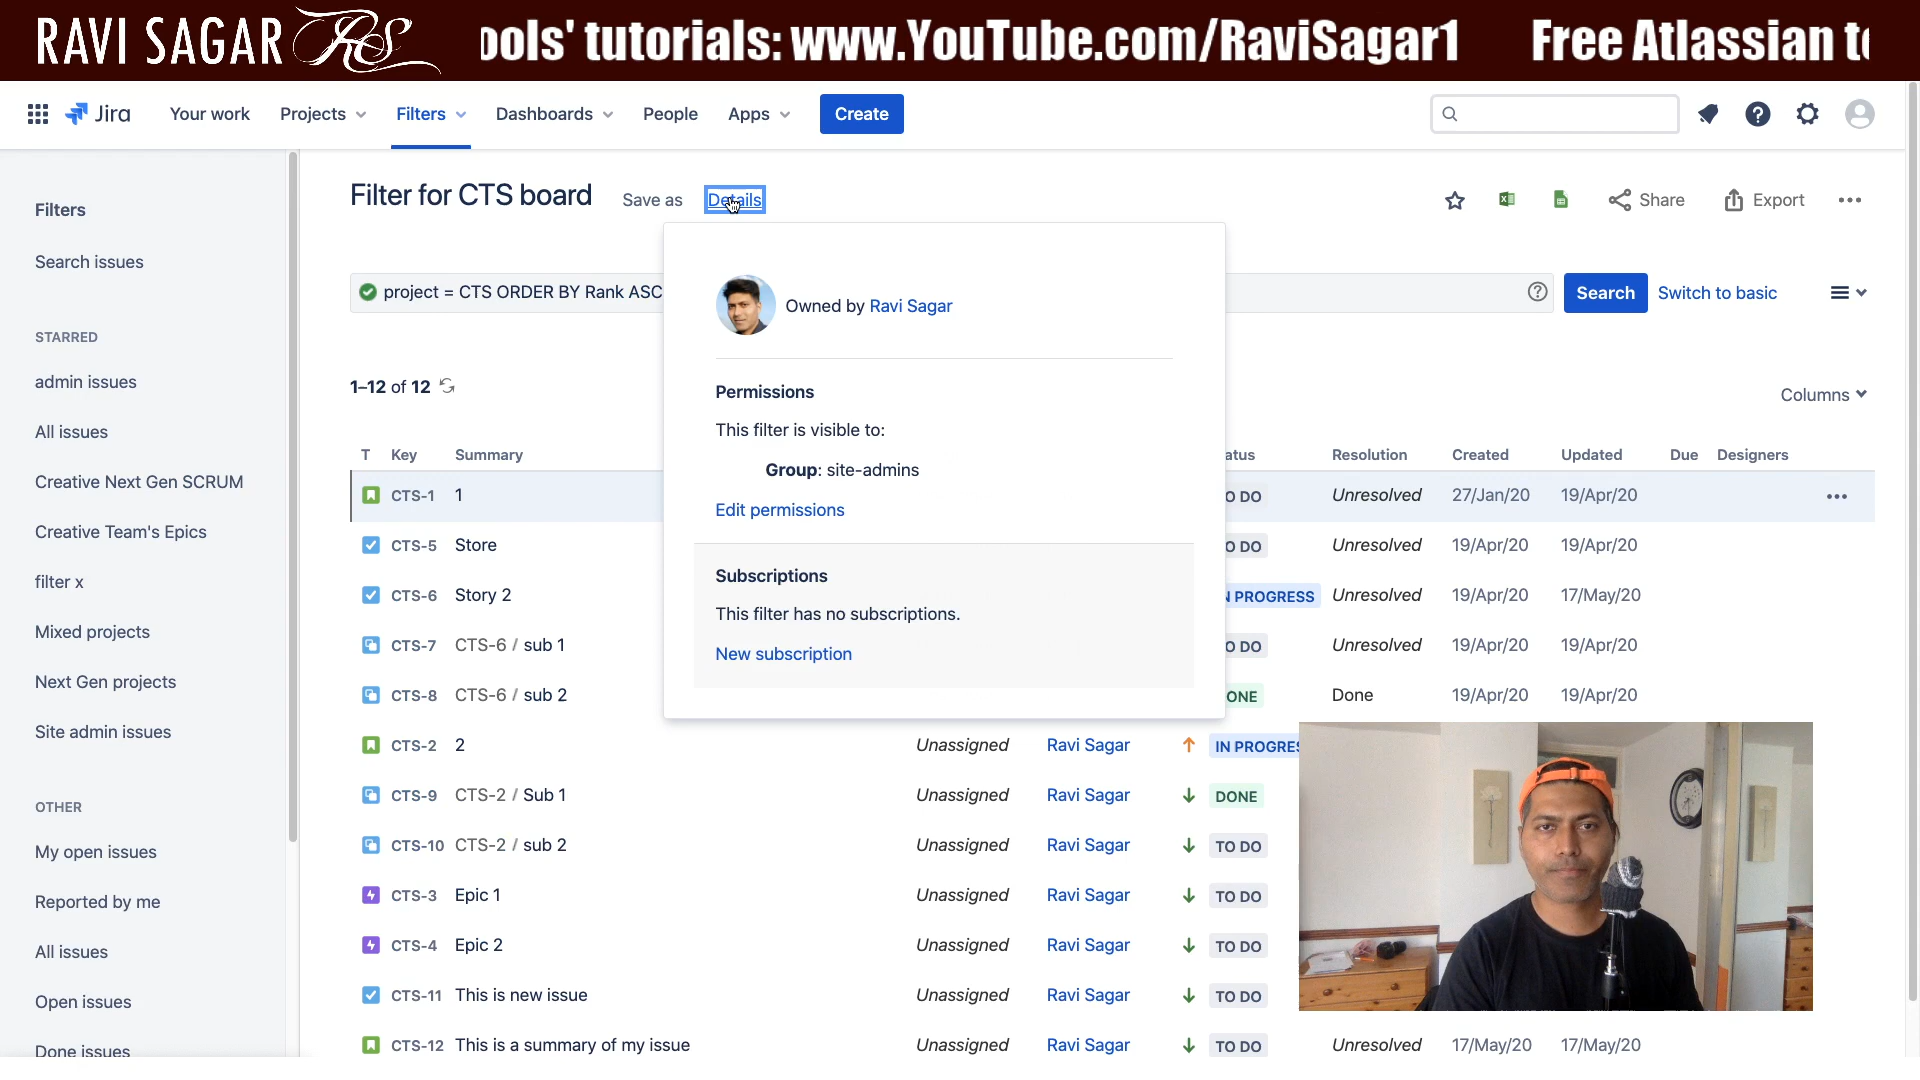 RAVI SAGAR
tutorials: www.YouTube.com/RaviSagar1 Free Atlassian
Jira Your work Projects Filters Dashboards People Apps Create
Filter for CTS board Save as Details Share Export
Filters
Search issues
STARRED
admin issues
All issues
Creative Next Gen SCRUM
Creative Team's Epics
filter x
Mixed projects
Next Gen projects
Site admin issues
OTHER
My open issues
Reported by me
All issues
Open issues
Done issues
project = CTS ORDER BY Rank ASC Search Switch to basic
Owned by Ravi Sagar
Permissions
This filter is visible to:
Group: site-admins
Edit permissions
Subscriptions
This filter has no subscriptions.
New subscription
1–12 of 12 Columns
T Key Summary atus Resolution Created Updated Due Designers
CTS-1 1 O DO Unresolved 27/Jan/20 19/Apr/20
CTS-5 Store O DO Unresolved 19/Apr/20 19/Apr/20
CTS-6 Story 2 PROGRESS Unresolved 19/Apr/20 17/May/20
CTS-7 CTS-6 / sub 1 O DO Unresolved 19/Apr/20 19/Apr/20
CTS-8 CTS-6 / sub 2 ONE Done 19/Apr/20 19/Apr/20
CTS-2 2 Unassigned Ravi Sagar IN PROGRES
CTS-9 CTS-2 / Sub 1 Unassigned Ravi Sagar DONE
CTS-10 CTS-2 / sub 2 Unassigned Ravi Sagar TO DO
CTS-3 Epic 1 Unassigned Ravi Sagar TO DO
CTS-4 Epic 2 Unassigned Ravi Sagar TO DO
CTS-11 This is new issue Unassigned Ravi Sagar TO DO
CTS-12 This is a summary of my issue Unassigned Ravi Sagar TO DO Unresolved 17/May/20 17/May/20